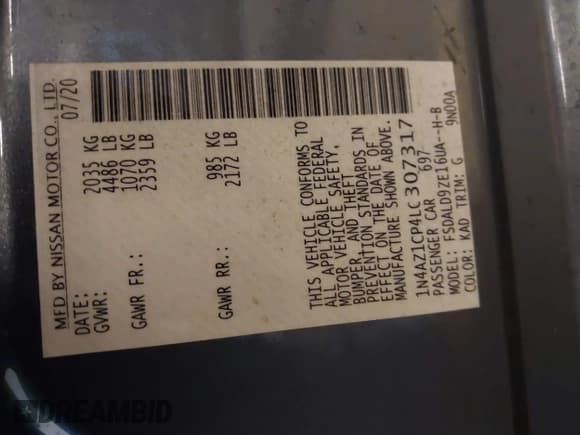 MFD BY NISSAN MOTOR CO., LTD.
DATE: 07/20
GVWR: 2035 KG
4486 LB
GAWR FR.: 1070 KG
2359 LB
GAWR RR.: 985 KG
2172 LB
THIS VEHICLE CONFORMS TO
ALL APPLICABLE FEDERAL
MOTOR VEHICLE SAFETY,
BUMPER, AND THEFT
PREVENTION STANDARDS IN
EFFECT ON THE DATE OF
MANUFACTURE SHOWN ABOVE.
1N4AZ1CP4LC307317
PASSENGER CAR 697
MODEL: FSDALD9ZE16UA--H-B
COLOR: KAD TRIM: G 9N00A
DREAMBID